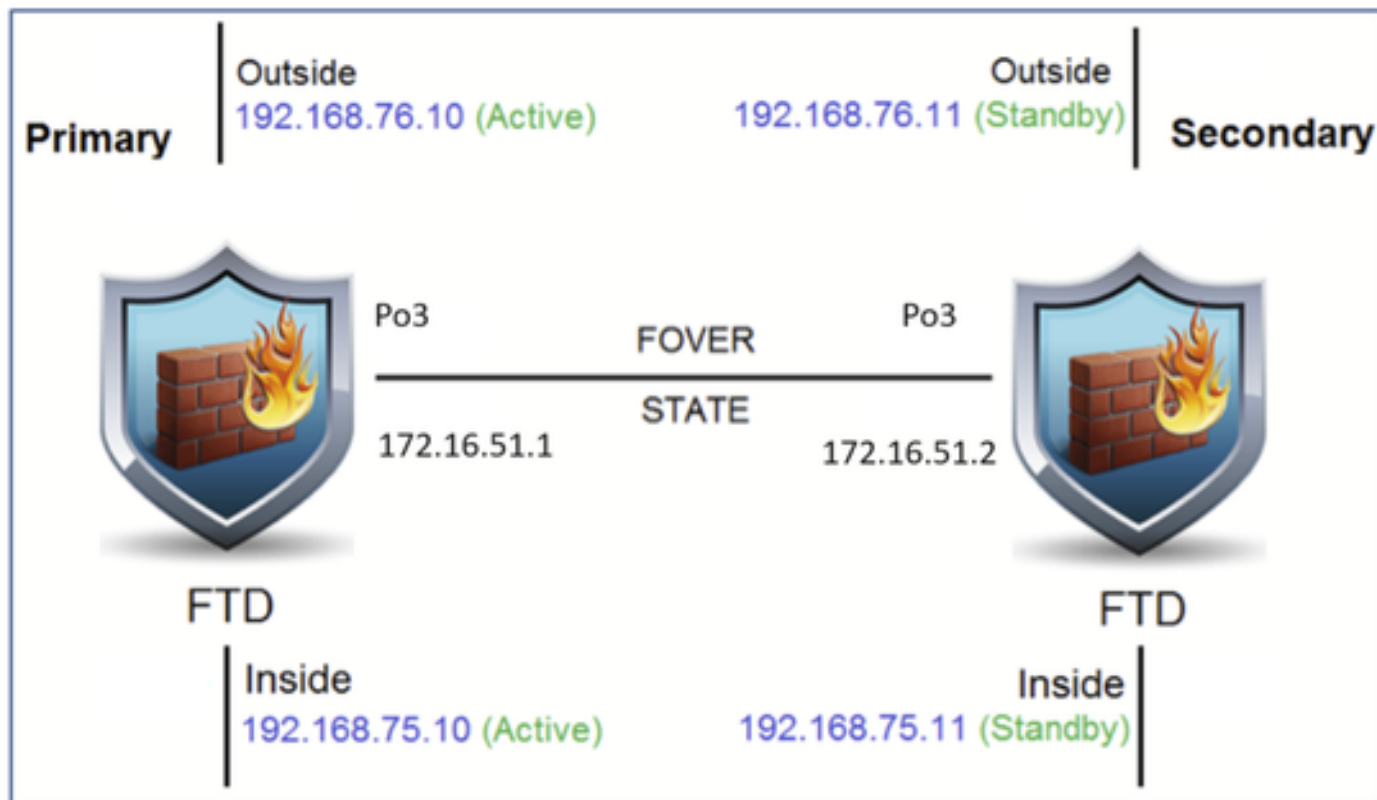 Outside
192.168.76.10 (Active)
Primary
Outside
192.168.76.11 (Standby)
Secondary
Po3
Po3
FOVER
STATE
172.16.51.1
172.16.51.2
FTD
FTD
Inside
192.168.75.10 (Active)
Inside
192.168.75.11 (Standby)